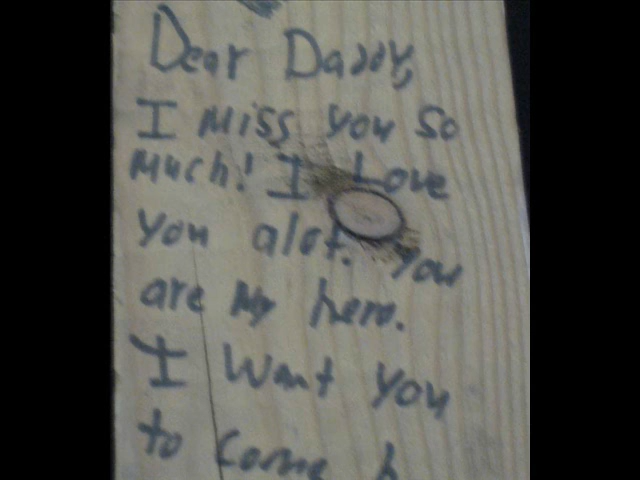 Dear Daddy,
I miss you so
much! I Love
you alot. You
are my hero.
I Want you
to come h